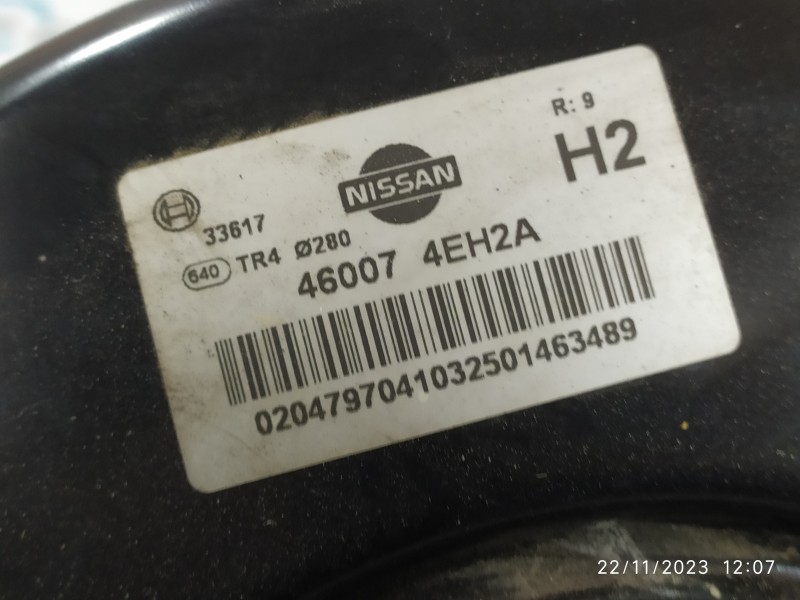 R: 9
H2
NISSAN
33617
640 TR4 Ø280
46007 4EH2A
0204797041032501463489
22/11/2023 12:07